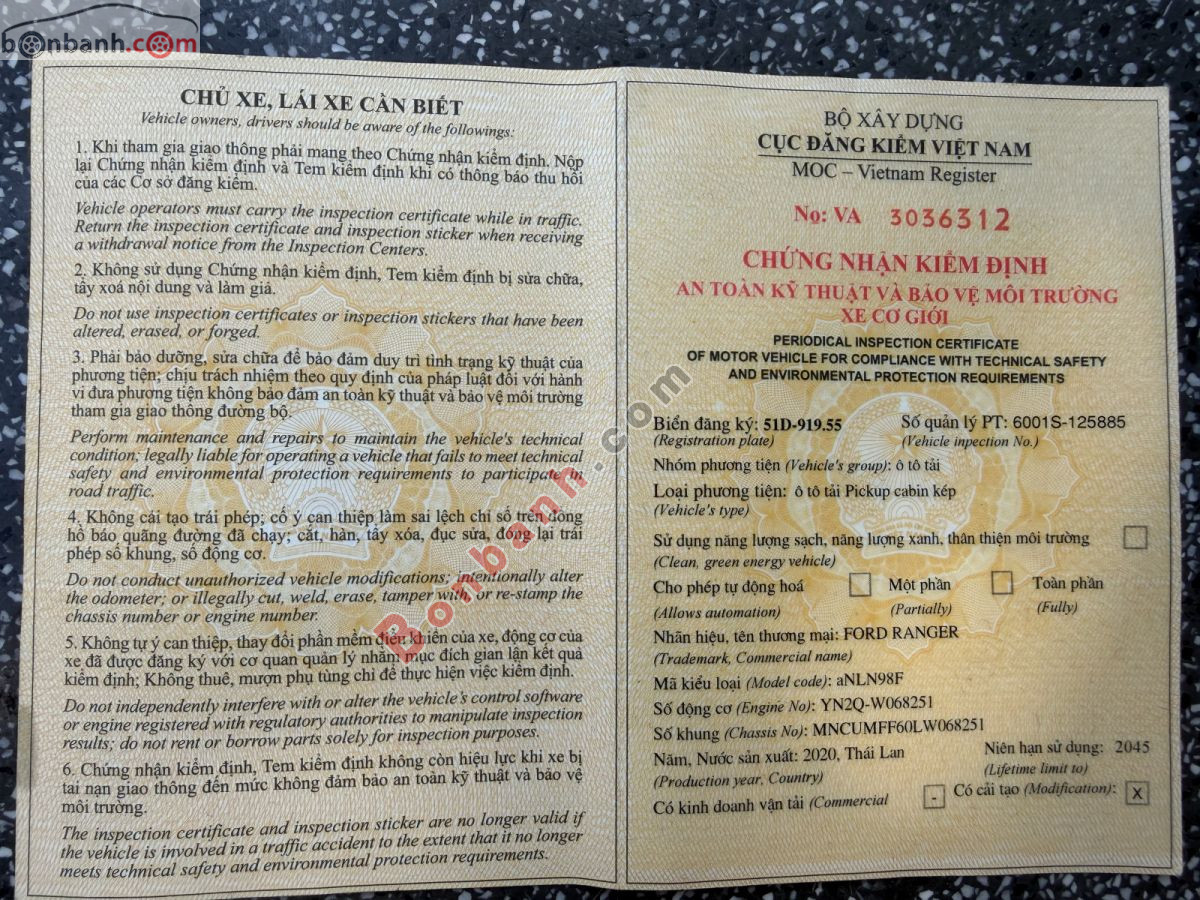 bonbanh.com
CHỦ XE, LÁI XE CẦN BIẾT
Vehicle owners, drivers should be aware of the followings:
1. Khi tham gia giao thông phải mang theo Chứng nhận kiểm định. Nộp
lại Chứng nhận kiểm định và Tem kiểm định khi có thông báo thu hồi
của các Cơ sở đăng kiểm.
Vehicle operators must carry the inspection certificate while in traffic.
Return the inspection certificate and inspection sticker when receiving
a withdrawal notice from the Inspection Centers.
2. Không sử dụng Chứng nhận kiểm định, Tem kiểm định bị sửa chữa,
tẩy xoá nội dung và làm giả.
Do not use inspection certificates or inspection stickers that have been
altered, erased, or forged.
3. Phải bảo dưỡng, sửa chữa để bảo đảm duy trì tình trạng kỹ thuật của
phương tiện; chịu trách nhiệm theo quy định của pháp luật đối với hành
vi đưa phương tiện không bảo đảm an toàn kỹ thuật và bảo vệ môi trường
tham gia giao thông đường bộ.
Perform maintenance and repairs to maintain the vehicle's technical
condition; legally liable for operating a vehicle that fails to meet technical
safety and environmental protection requirements to participate in
road traffic.
4. Không cải tạo trái phép; cố ý can thiệp làm sai lệch chỉ số trên đồng
hồ báo quãng đường đã chạy; cắt, hàn, tẩy xóa, đục sửa, đóng lại trái
phép số khung, số động cơ.
Do not conduct unauthorized vehicle modifications; intentionally alter
the odometer; or illegally cut, weld, erase, tamper with, or re-stamp the
chassis number or engine number.
5. Không tự ý can thiệp, thay đổi phần mềm điều khiển của xe, động cơ của
xe đã được đăng ký với cơ quan quản lý nhằm mục đích gian lận kết quả
kiểm định; Không thuê, mượn phụ tùng chỉ để thực hiện việc kiểm định.
Do not independently interfere with or alter the vehicle's control software
or engine registered with regulatory authorities to manipulate inspection
results; do not rent or borrow parts solely for inspection purposes.
6. Chứng nhận kiểm định, Tem kiểm định không còn hiệu lực khi xe bị
tai nạn giao thông đến mức không đảm bảo an toàn kỹ thuật và bảo vệ
môi trường.
The inspection certificate and inspection sticker are no longer valid if
the vehicle is involved in a traffic accident to the extent that it no longer
meets technical safety and environmental protection requirements.
BỘ XÂY DỰNG
CỤC ĐĂNG KIỂM VIỆT NAM
MOC – Vietnam Register
Nọ: VA 3036312
CHỨNG NHẬN KIỂM ĐỊNH
AN TOÀN KỸ THUẬT VÀ BẢO VỆ MÔI TRƯỜNG
XE CƠ GIỚI
PERIODICAL INSPECTION CERTIFICATE
OF MOTOR VEHICLE FOR COMPLIANCE WITH TECHNICAL SAFETY
AND ENVIRONMENTAL PROTECTION REQUIREMENTS
Biển đăng ký: 51D-919.55 Số quản lý PT: 6001S-125885
(Registration plate) (Vehicle inpection No.)
Nhóm phương tiện (Vehicle's group): ô tô tải
Loại phương tiện: ô tô tải Pickup cabin kép
(Vehicle's type)
Sử dụng năng lượng sạch, năng lượng xanh, thân thiện môi trường
(Clean, green energy vehicle)
Cho phép tự động hoá Một phần Toàn phần
(Allows automation) (Partially) (Fully)
Nhãn hiệu, tên thương mại: FORD RANGER
(Trademark, Commercial name)
Mã kiểu loại (Model code): aNLN98F
Số động cơ (Engine No): YN2Q-W068251
Số khung (Chassis No): MNCUMFF60LW068251
Năm, Nước sản xuất: 2020, Thái Lan Niên hạn sử dụng: 2045
(Production year, Country) (Lifetime limit to)
Có kinh doanh vận tải (Commercial - Có cải tạo (Modification): X
Bonbanh.com